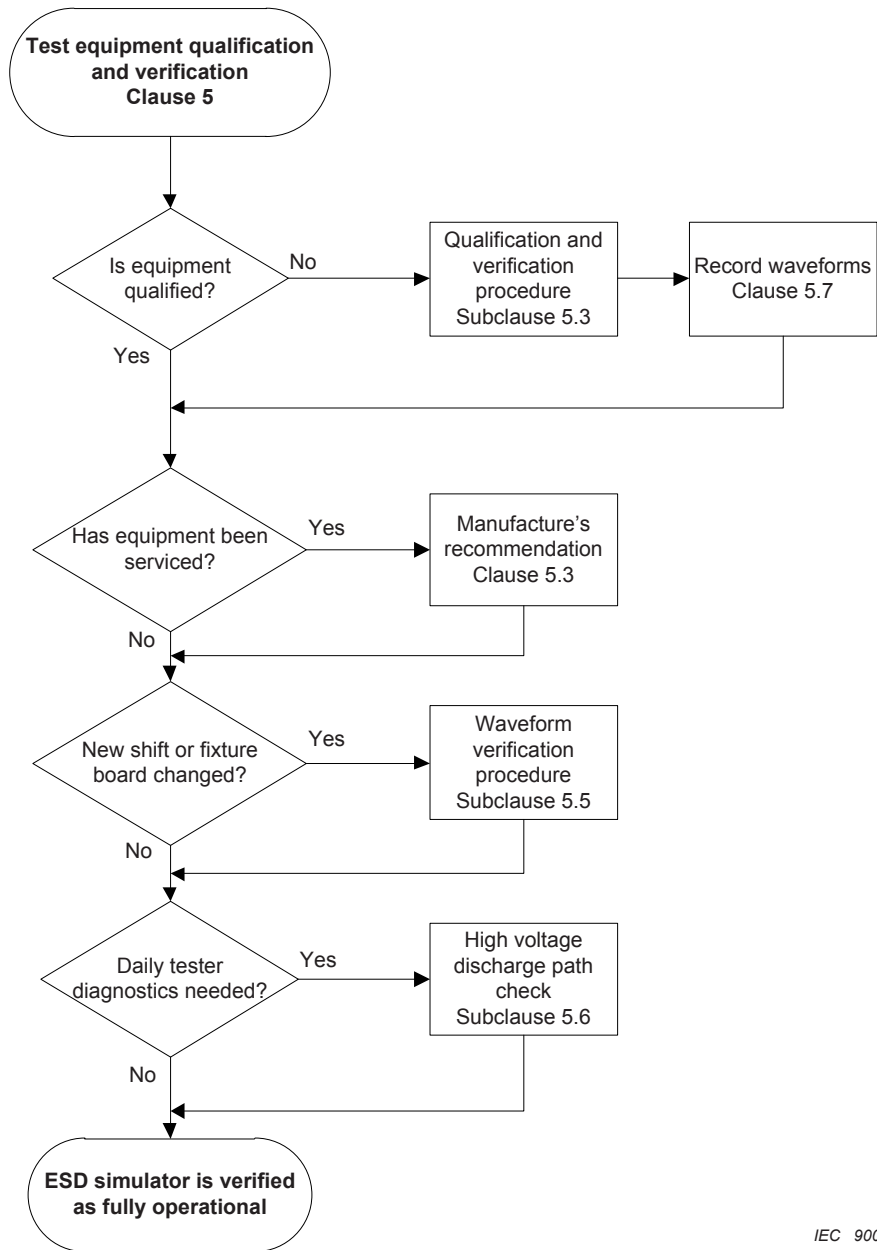 Test equipment qualification
and verification
Clause 5
Is equipment
qualified?
No
Yes
Qualification and
verification
procedure
Subclause 5.3
Record waveforms
Clause 5.7
Has equipment been
serviced?
Yes
No
Manufacture’s
recommendation
Clause 5.3
New shift or fixture
board changed?
Yes
No
Waveform
verification
procedure
Subclause 5.5
Daily tester
diagnostics needed?
Yes
No
High voltage
discharge path
check
Subclause 5.6
ESD simulator is verified
as fully operational
IEC 900